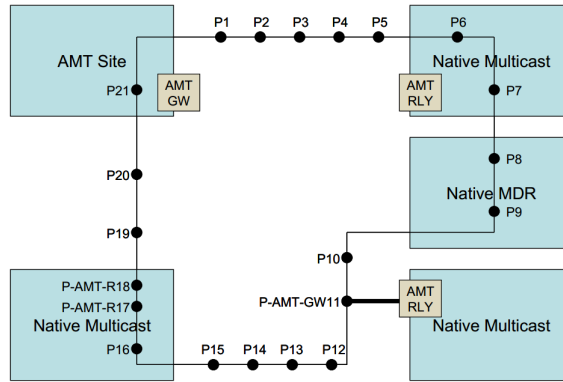 P1
P2
P3
P4
P5
P6
AMT Site
Native Multicast
AMT
GW
AMT
RLY
P21
P7
P8
P20
Native MDR
P9
P19
P10
P-AMT-R18
AMT
RLY
P-AMT-GW11
P-AMT-R17
Native Multicast
Native Multicast
P16
P15
P14
P13
P12